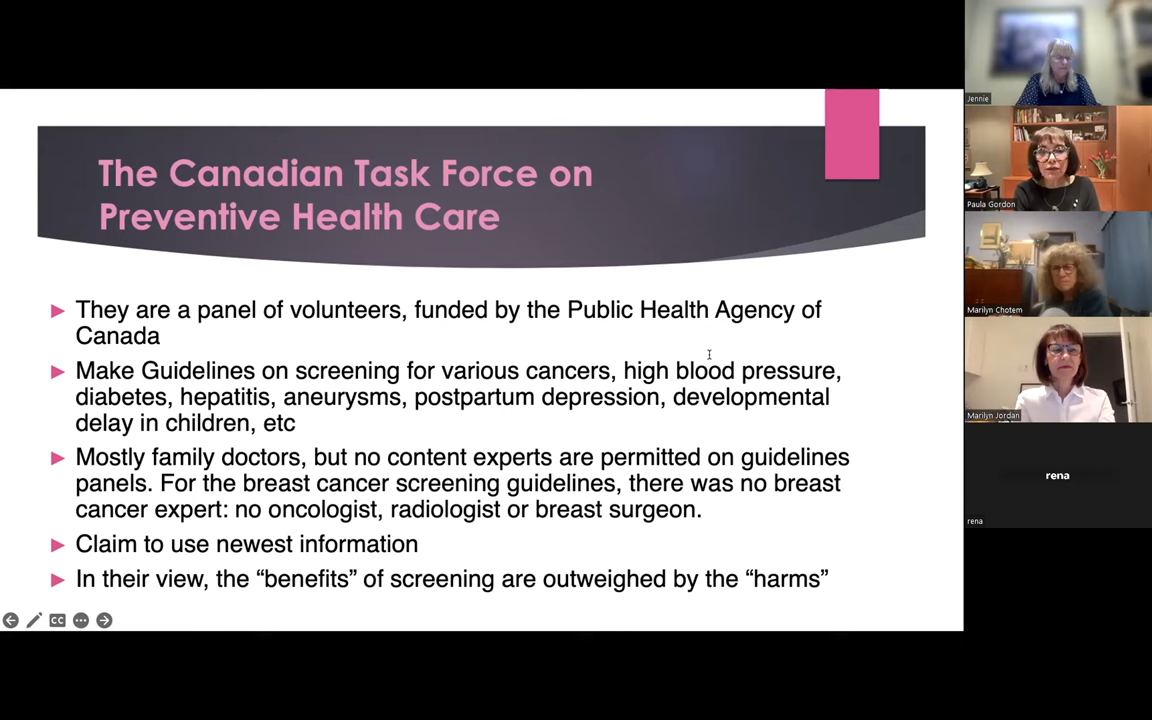 The Canadian Task Force on
Preventive Health Care
They are a panel of volunteers, funded by the Public Health Agency of
Canada
Make Guidelines on screening for various cancers, high blood pressure,
diabetes, hepatitis, aneurysms, postpartum depression, developmental
delay in children, etc
Mostly family doctors, but no content experts are permitted on guidelines
panels. For the breast cancer screening guidelines, there was no breast
cancer expert: no oncologist, radiologist or breast surgeon.
Claim to use newest information
In their view, the “benefits” of screening are outweighed by the “harms”
CC
Jennie
Paula Gordon
Marilyn Chotem
Marilyn Jordan
rena
rena